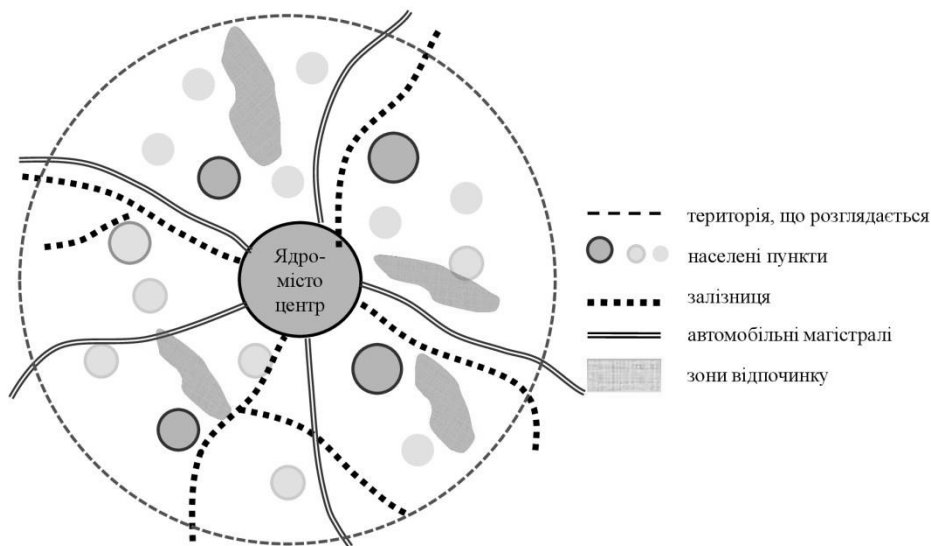 Ядро-
місто
центр
територія, що розглядається
населені пункти
залізниця
автомобільні магістралі
зони відпочинку